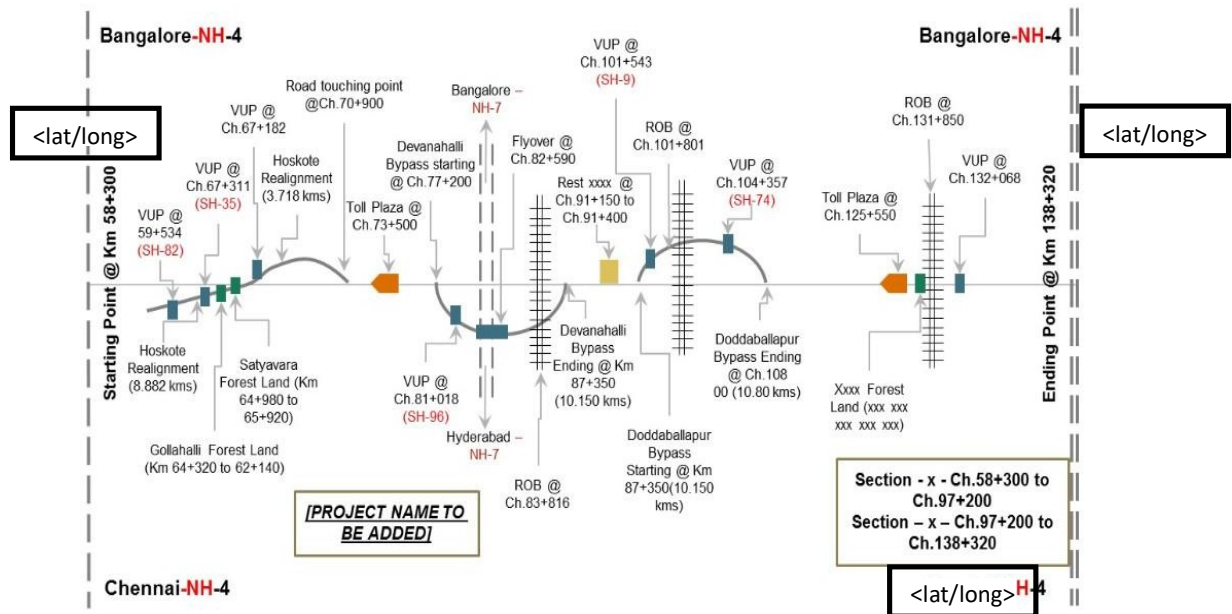 Bangalore-NH-4
Bangalore-NH-4
<lat/long>
<lat/long>
Starting Point @ Km 58+300
Ending Point @ Km 138+320
VUP @
59+534
(SH-82)
VUP @
Ch.67+311
(SH-35)
VUP @
Ch.67+182
Hoskote
Realignment
(3.718 kms)
Road touching point
@Ch.70+900
Toll Plaza @
Ch.73+500
Devanahalli
Bypass starting
@ Ch.77+200
Bangalore –
NH-7
Flyover @
Ch.82+590
Rest xxxx @
Ch.91+150 to
Ch.91+400
VUP @
Ch.101+543
(SH-9)
ROB @
Ch.101+801
VUP @
Ch.104+357
(SH-74)
Toll Plaza @
Ch.125+550
ROB @
Ch.131+850
VUP @
Ch.132+068
Hoskote
Realignment
(8.882 kms)
Satyavara
Forest Land (Km
64+980 to
65+920)
Gollahalli Forest Land
(Km 64+320 to 62+140)
VUP @
Ch.81+018
(SH-96)
Hyderabad –
NH-7
ROB @
Ch.83+816
Devanahalli
Bypass
Ending @ Km
87+350
(10.150 kms)
Doddaballapur
Bypass
Starting @ Km
87+350(10.150
kms)
Doddaballapur
Bypass Ending
@ Ch.108
00 (10.80 kms)
Xxxx Forest
Land (xxx xxx
xxx xxx xxx)
[PROJECT NAME TO
BE ADDED]
Section - x - Ch.58+300 to
Ch.97+200
Section – x – Ch.97+200 to
Ch.138+320
Chennai-NH-4
<lat/long>
H-4